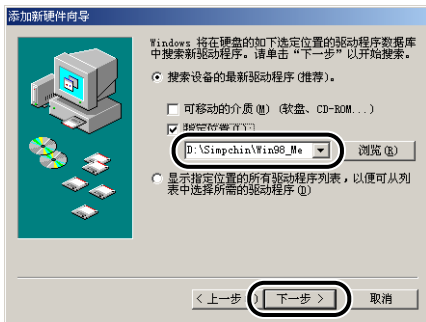 添加新硬件向导
Windows 将在硬盘的如下选定位置的驱动程序数据库
中搜索新驱动程序。请单击“下一步”以开始搜索。
搜索设备的最新驱动程序(推荐)。
可移动的介质(M) (软盘、CD-ROM...)
指定位置(L):
D:\Simpchin\Win98_Me
浏览(R)
显示指定位置的所有驱动程序列表，以便可从列
表中选择所需的驱动程序(D)
< 上一步
下一步 >
取消